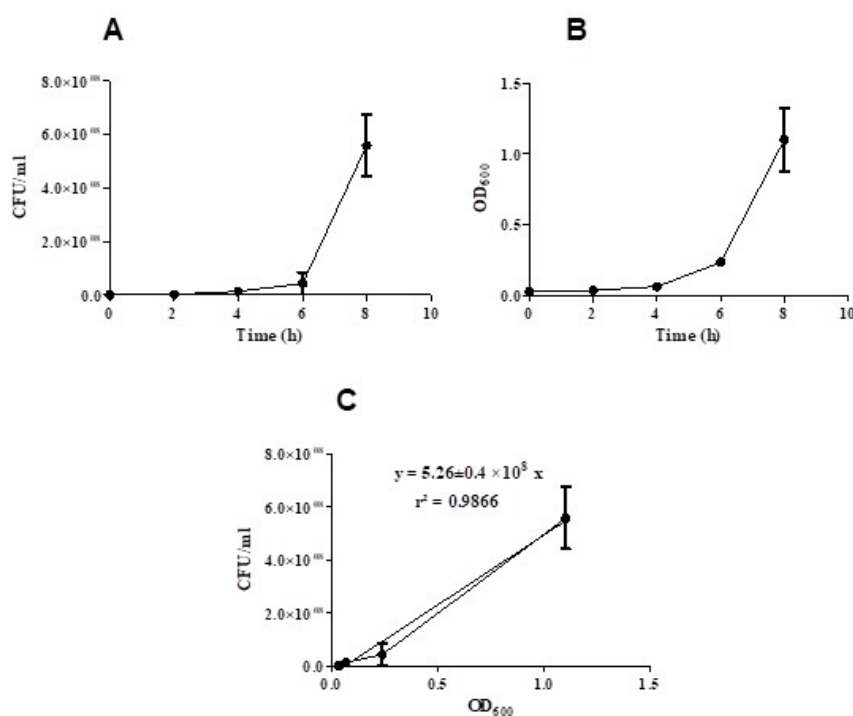 A
B
8.0×10⁰⁸
6.0×10⁰⁸
4.0×10⁰⁸
2.0×10⁰⁸
0.0
CFU/ml
0 2 4 6 8 10
Time (h)
1.5
1.0
0.5
0.0
OD₆₀₀
0 2 4 6 8 10
Time (h)
C
8.0×10⁰⁸
6.0×10⁰⁸
4.0×10⁰⁸
2.0×10⁰⁸
0.0
CFU/ml
y = 5.26±0.4 ×10⁸ x
r² = 0.9866
0.0 0.5 1.0 1.5
OD₆₀₀